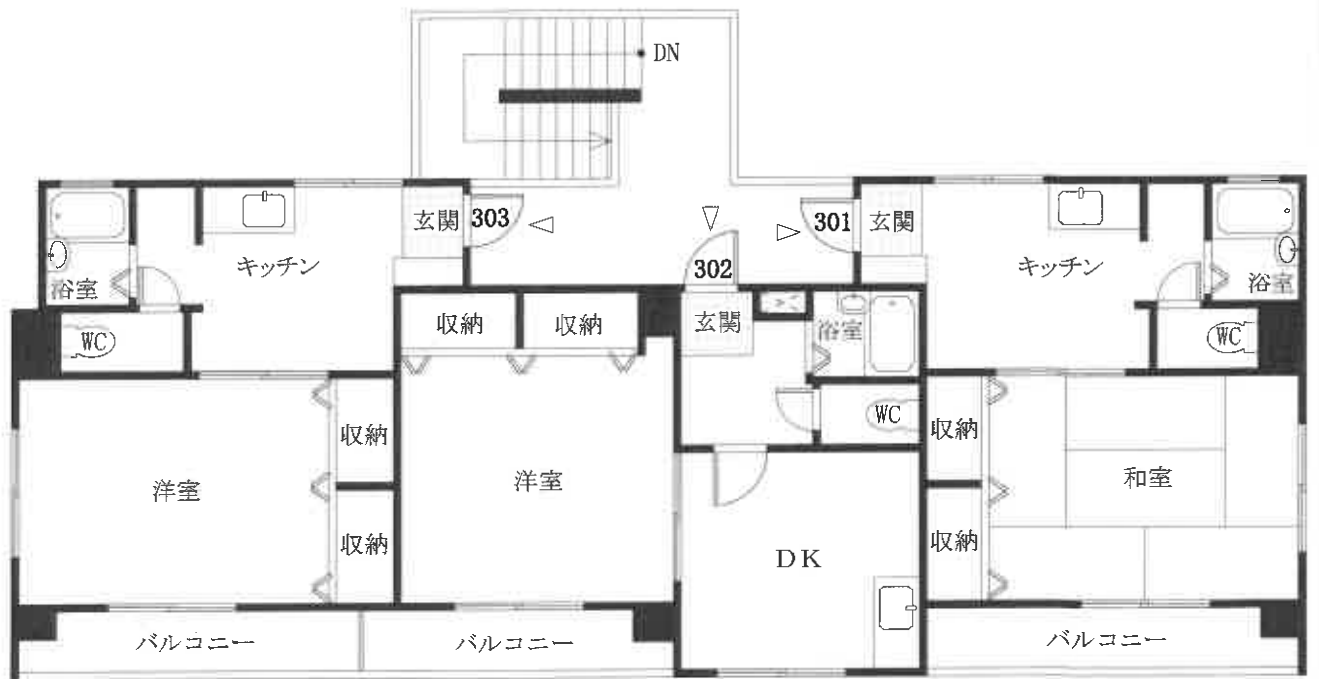 DN
玄関
303
301
玄関
キッチン
302
キッチン
浴室
浴室
収納
収納
玄関
浴室
WC
WC
WC
収納
収納
洋室
洋室
和室
収納
収納
DK
バルコニー
バルコニー
バルコニー